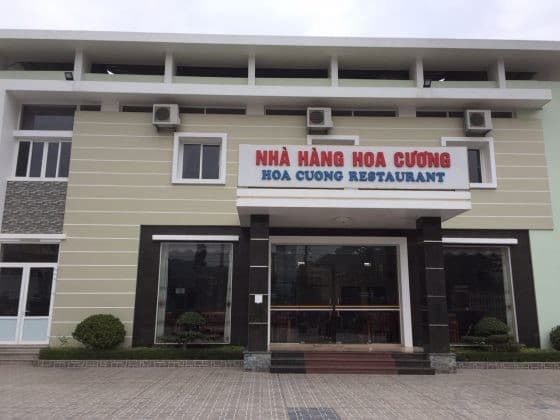 NHÀ HÀNG HOA CƯƠNG
HOA CUONG RESTAURANT